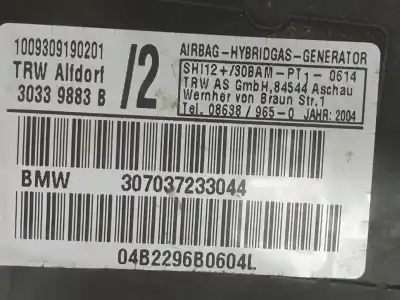 1009309190201
TRW Alfdorf
3033 9883 B
/2
AIRBAG-HYBRIDGAS-GENERATOR
SHI12+/30BAM-PT1-0614
TRW AS GmbH,84544 Aschau
Wernher von Braun Str.1
Tel. 08638/965-0 JAHR: 2004
BMW 307037233044
04B2296B0604L